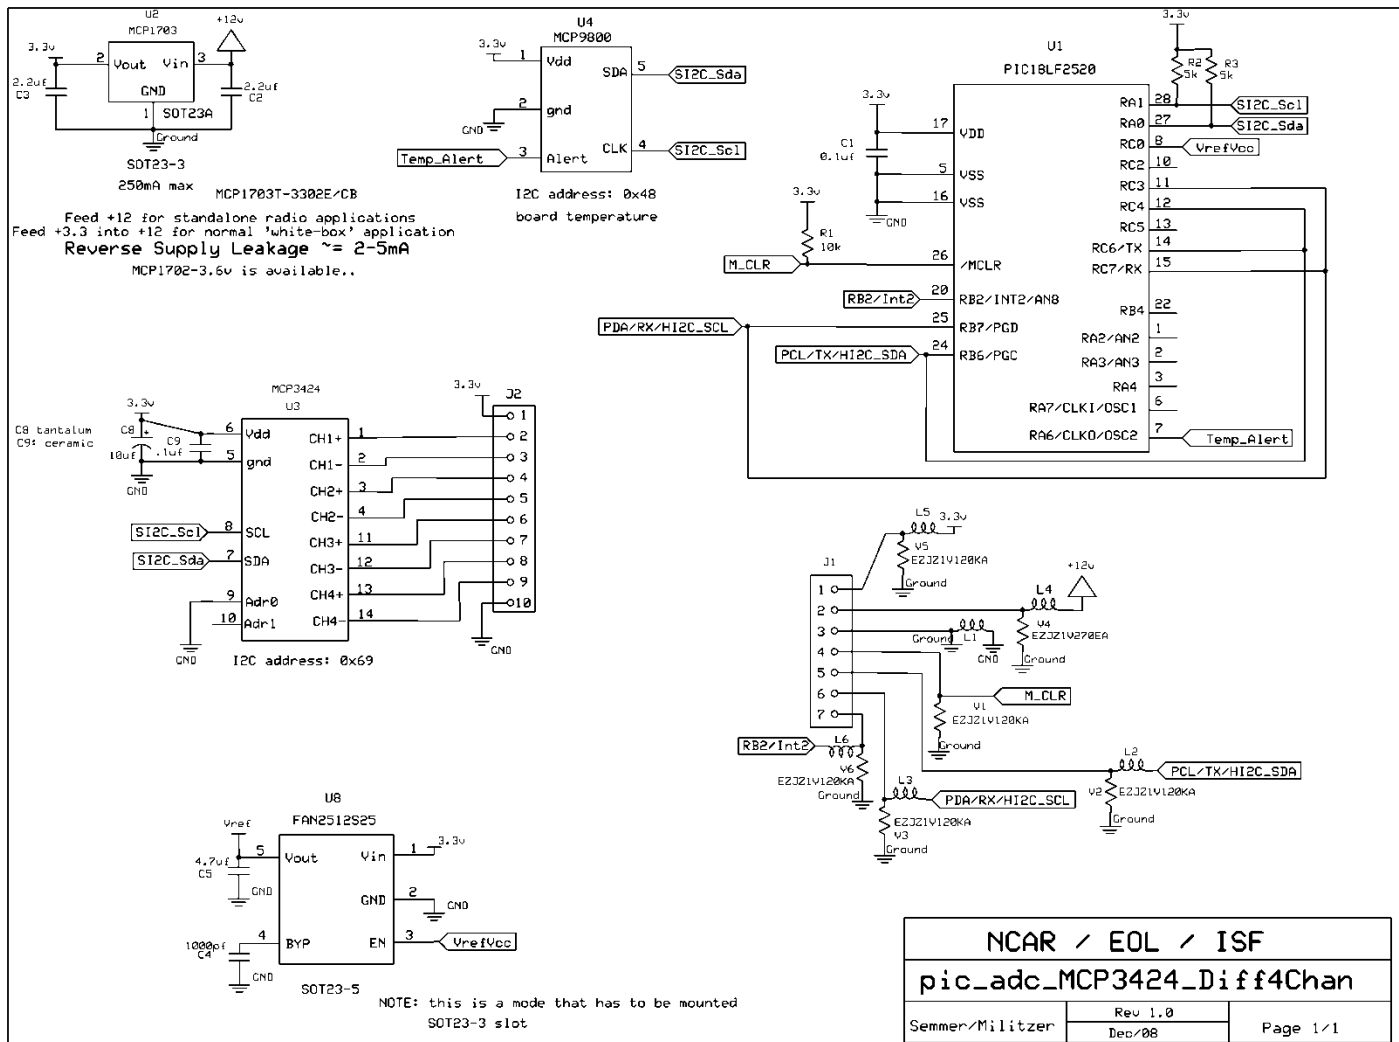 U2
MCP1703
+12v
3.3v
2 Vout Vin 3
GND
1 SOT23A
2.2uf
C3
2.2uf
C2
Ground
SOT23-3
250mA max
MCP1703T-3302E/CB
Feed +12 for standalone radio applications
Feed +3.3 into +12 for normal 'white-box' application
Reverse Supply Leakage ~= 2-5mA
MCP1702-3.6v is available..
U4
MCP9800
3.3v
1 Vdd
SDA 5 SI2C_Sda
2 gnd
GND
CLK 4 SI2C_Scl
Temp_Alert 3 Alert
I2C address: 0x48
board temperature
U1
PIC18LF2520
3.3v
R2
5k
R3
5k
3.3v
C1
0.1uf
GND
17 VDD
5 VSS
16 VSS
3.3v
R1
10k
M_CLR 26 /MCLR
RB2/Int2 20 RB2/INT2/AN8
PDA/RX/HI2C_SCL 25 RB7/PGD
PCL/TX/HI2C_SDA 24 RB6/PGC
RA1 28 SI2C_Scl
RA0 27 SI2C_Sda
RC0 8 VrefVcc
RC2 10
RC3 11
RC4 12
RC5 13
RC6/TX 14
RC7/RX 15
RB4 22
RA2/AN2 1
RA3/AN3 2
RA4 3
RA7/CLKI/OSC1 6
RA6/CLKO/OSC2 7 Temp_Alert
MCP3424
U3
C8 tantalum
C9: ceramic
3.3v
C8
+
10uf
C9
.1uf
GND
6 Vdd
5 gnd
SI2C_Scl 8 SCL
SI2C_Sda 7 SDA
9 Adr0
10 Adr1
GND
CH1+ 1
CH1- 2
CH2+ 3
CH2- 4
CH3+ 11
CH3- 12
CH4+ 13
CH4- 14
I2C address: 0x69
3.3v
J2
1
2
3
4
5
6
7
8
9
10
GND
J1
1
2
3
4
5
6
7
L5
3.3v
V5
EZJZ1V120KA
Ground
+12v
L4
V4
EZJZ1V270EA
Ground
Ground
L1
GND
M_CLR
V1
EZJZ1V120KA
Ground
RB2/Int2
L6
V6
EZJZ1V120KA
Ground
L3
PDA/RX/HI2C_SCL
EZJZ1V120KA
V3
Ground
L2
PCL/TX/HI2C_SDA
V2
EZJZ1V120KA
Ground
U8
FAN2512S25
Vref
4.7uf
C5
GND
5 Vout
Vin 1
3.3v
GND 2
GND
4 BYP
EN 3 VrefVcc
1000pf
C4
GND
SOT23-5
NOTE: this is a mode that has to be mounted
SOT23-3 slot
NCAR / EOL / ISF
pic_adc_MCP3424_Diff4Chan
Semmer/Militzer
Rev 1.0
Dec/08
Page 1/1